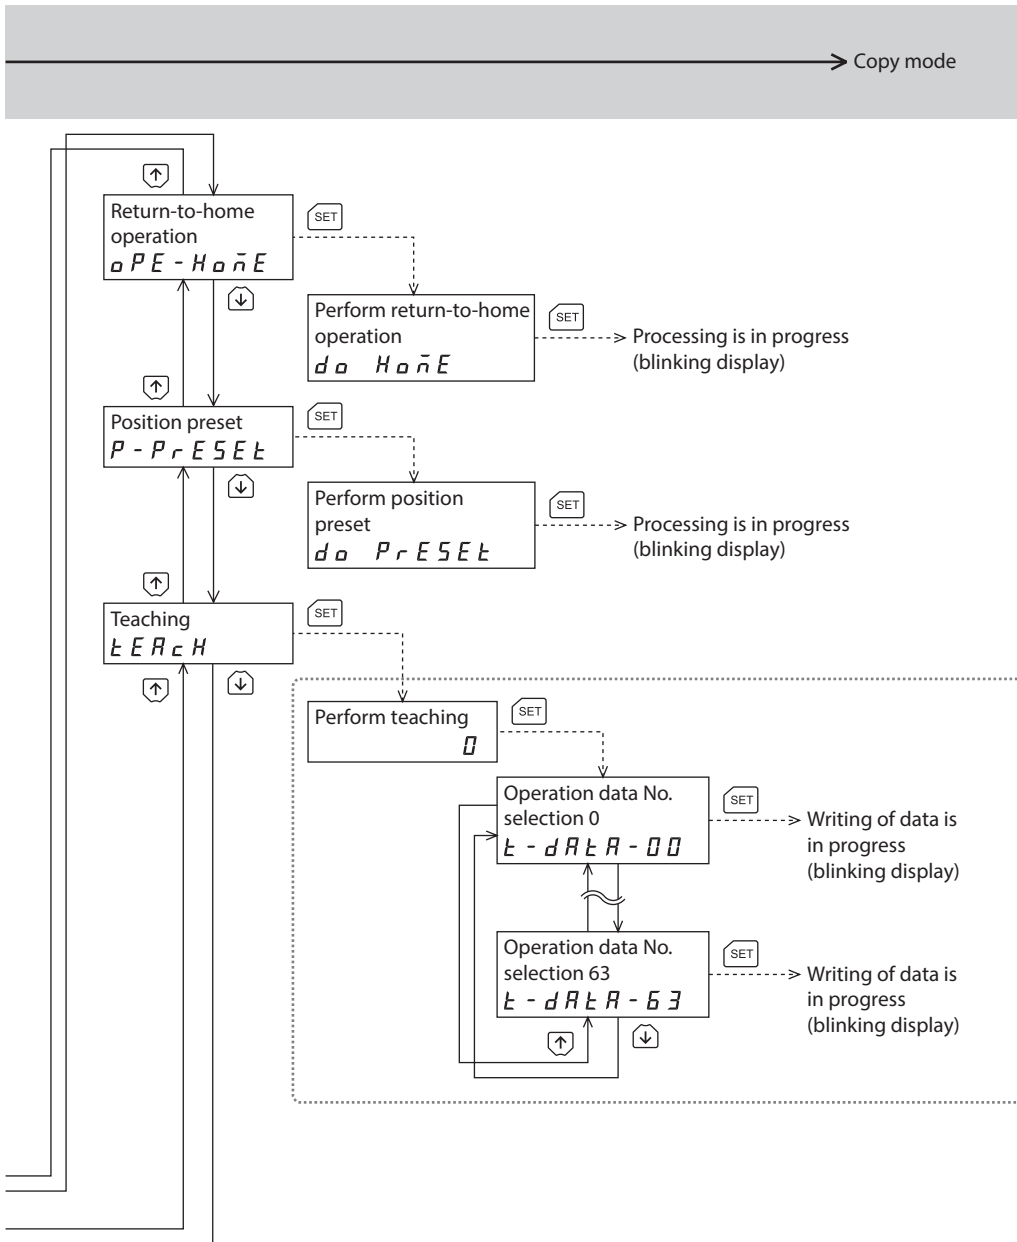 Copy mode
Return-to-home
operation
oPE-HomE
SET
Perform return-to-home
operation
do HomE
SET
Processing is in progress
(blinking display)
Position preset
P-PrESEt
SET
Perform position
preset
do PrESEt
SET
Processing is in progress
(blinking display)
Teaching
tEAcH
SET
Perform teaching
0
SET
Operation data No.
selection 0
t-dAtA-00
SET
Writing of data is
in progress
(blinking display)
Operation data No.
selection 63
t-dAtA-63
SET
Writing of data is
in progress
(blinking display)